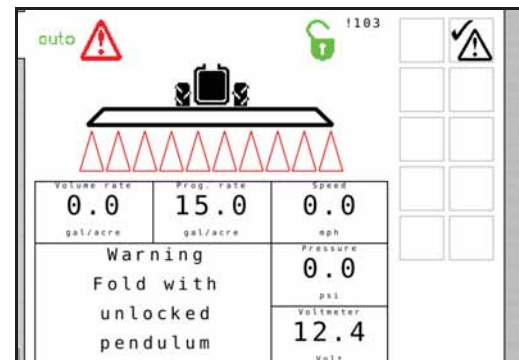 auto
!103
Volume rate
Prog. rate
Speed
0.0
15.0
0.0
gal/acre
gal/acre
mph
Warning
Fold with
unlocked
pendulum
Pressure
0.0
psi
Voltmeter
12.4
Volt